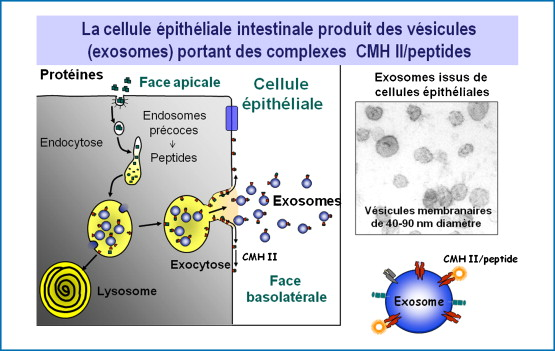 La cellule épithéliale intestinale produit des vésicules
(exosomes) portant des complexes CMH II/peptides
Protéines
Face apicale
Cellule
épithéliale
Endosomes
précoces
Peptides
Endocytose
Exosomes
CMH II
Exocytose
Lysosome
Face
basolatérale
Exosomes issus de
cellules épithéliales
Vésicules membranaires
de 40-90 nm diamètre
CMH II/peptide
Exosome